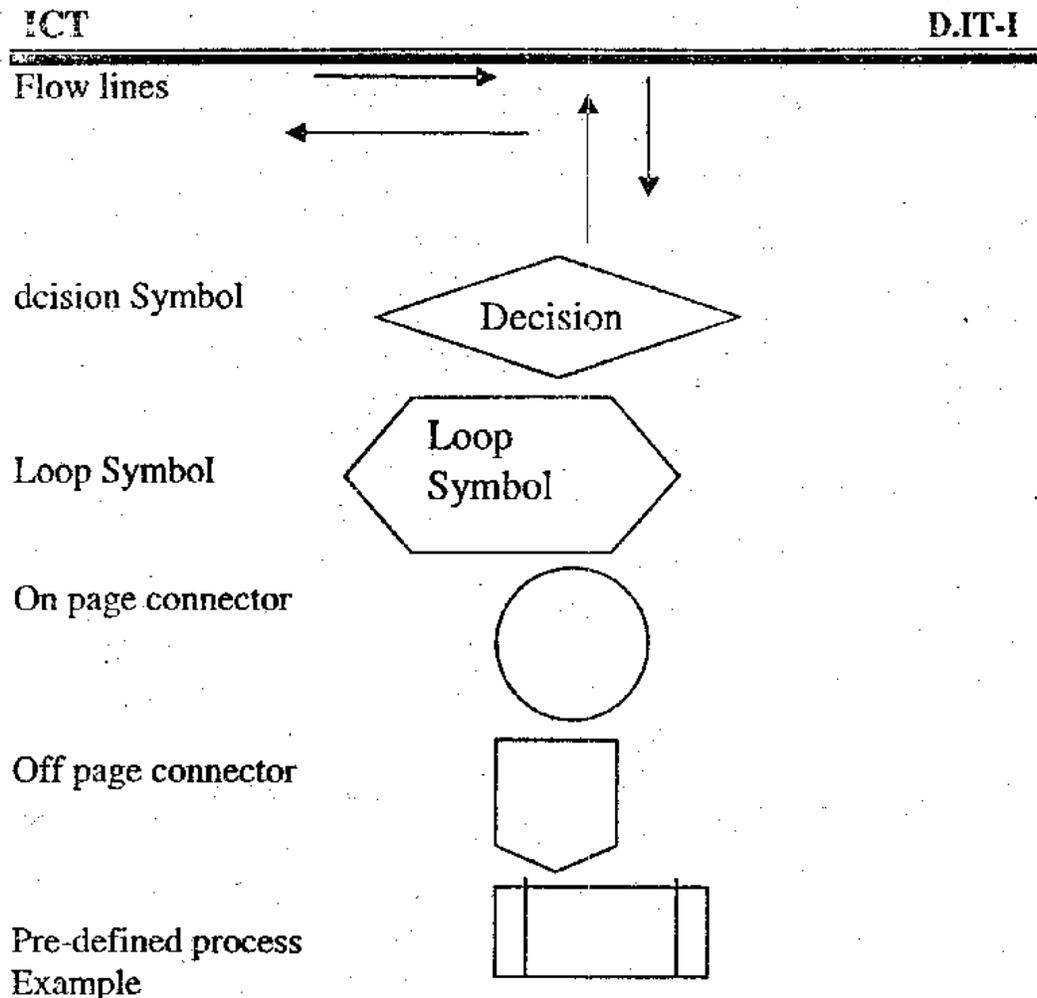 ICT D.IT-I
Flow lines
dcision Symbol
Decision
Loop Symbol
Loop
Symbol
On page connector
Off page connector
Pre-defined process
Example